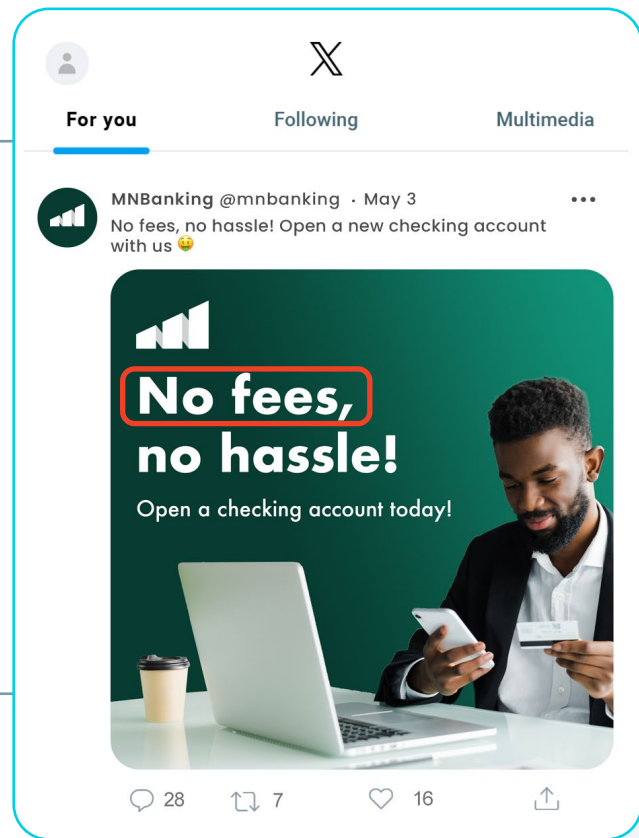 𝕏
For you Following Multimedia
MNBanking @mnbanking · May 3
No fees, no hassle! Open a new checking account
with us 🤑
No fees,
no hassle!
Open a checking account today!
28 7 16